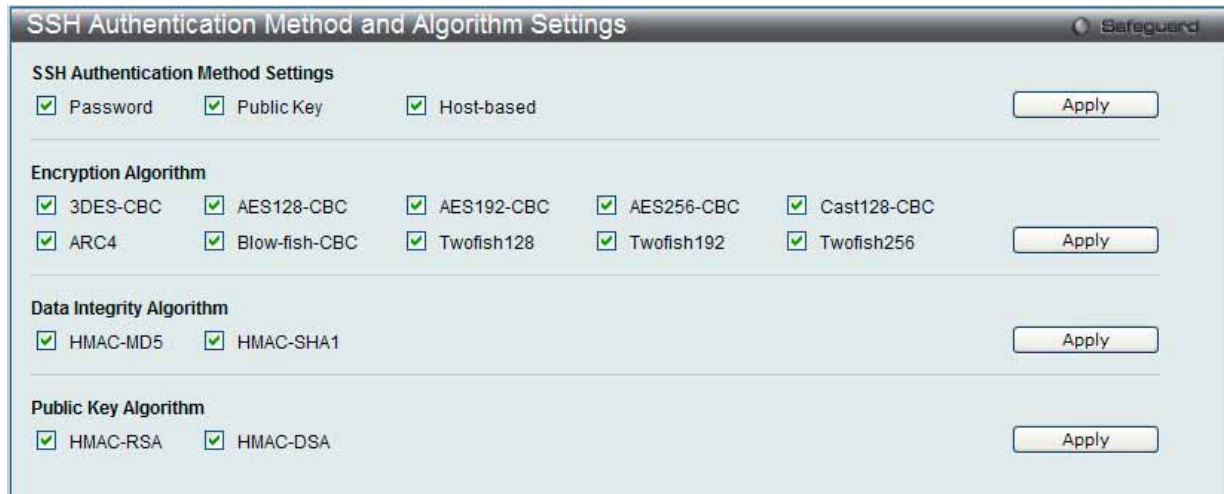 SSH Authentication Method and Algorithm Settings
Safeguard
SSH Authentication Method Settings
Password Public Key Host-based Apply
Encryption Algorithm
3DES-CBC AES128-CBC AES192-CBC AES256-CBC Cast128-CBC
ARC4 Blow-fish-CBC Twofish128 Twofish192 Twofish256 Apply
Data Integrity Algorithm
HMAC-MD5 HMAC-SHA1 Apply
Public Key Algorithm
HMAC-RSA HMAC-DSA Apply